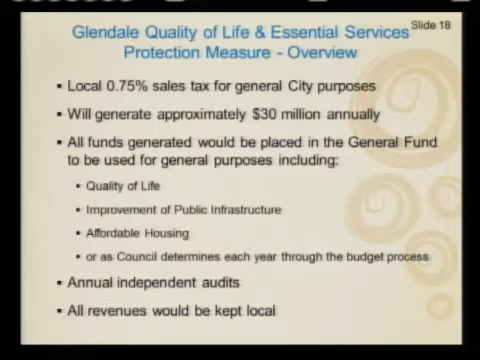 Slide 18
Glendale Quality of Life & Essential Services
Protection Measure - Overview
▪ Local 0.75% sales tax for general City purposes
▪ Will generate approximately $30 million annually
▪ All funds generated would be placed in the General Fund
to be used for general purposes including:
▪ Quality of Life
▪ Improvement of Public Infrastructure
▪ Affordable Housing
▪ or as Council determines each year through the budget process
▪ Annual independent audits
▪ All revenues would be kept local